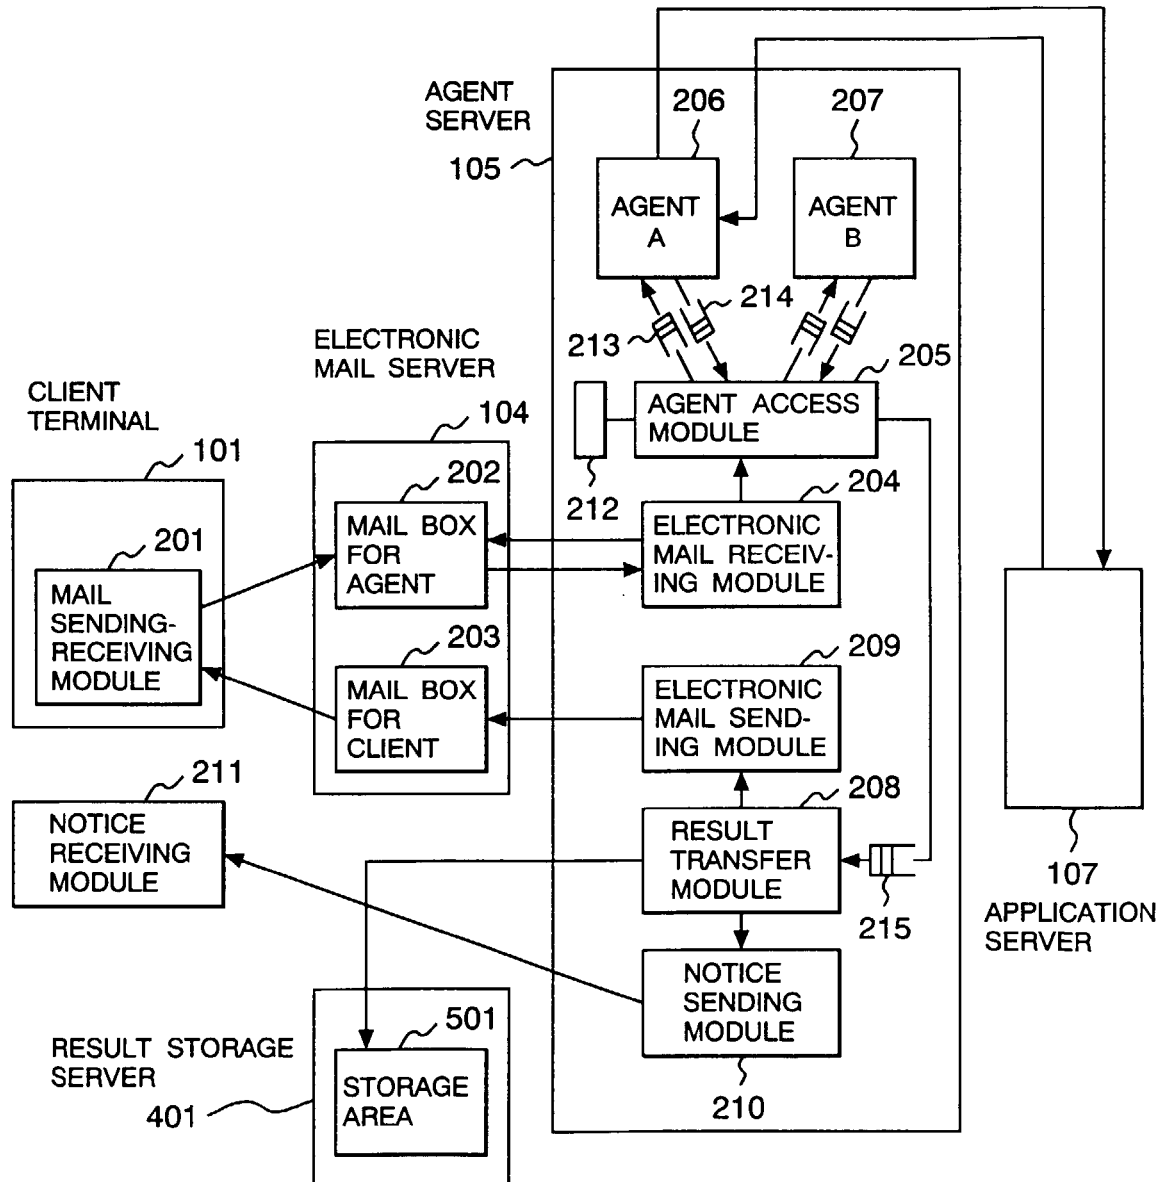 AGENT
SERVER
105
206
207
AGENT
A
AGENT
B
213
214
ELECTRONIC
MAIL SERVER
205
CLIENT
TERMINAL
AGENT ACCESS
MODULE
104
101
202
212
204
MAIL BOX
FOR
AGENT
ELECTRONIC
MAIL RECEIV-
ING MODULE
201
MAIL
SENDING-
RECEIVING
MODULE
203
209
MAIL BOX
FOR
CLIENT
ELECTRONIC
MAIL SEND-
ING MODULE
211
208
NOTICE
RECEIVING
MODULE
RESULT
TRANSFER
MODULE
215
107
APPLICATION
SERVER
NOTICE
SENDING
MODULE
210
501
RESULT STORAGE
SERVER
401
STORAGE
AREA